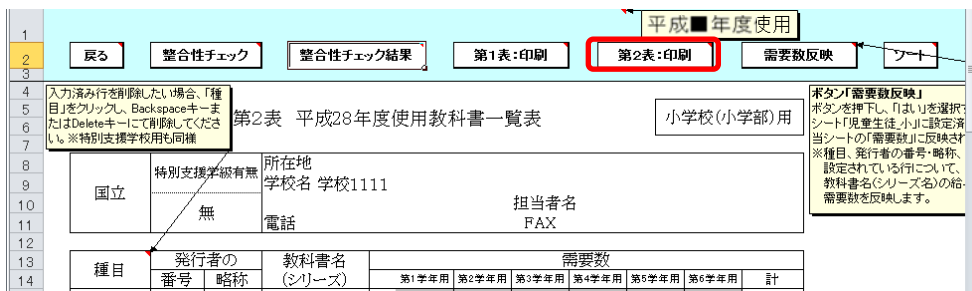 平成■年度使用
1
2
3
4
5
6
7
8
9
10
11
12
13
14
戻る
整合性チェック
整合性チェック結果
第1表:印刷
第2表:印刷
需要数反映
ソート
入力済み行を削除したい場合、「種
目」をクリックし、Backspaceキーま
たはDeleteキーにて削除してくださ
い。※特別支援学校用も同様
第2表 平成28年度使用教科書一覧表
小学校(小学部)用
ボタン「需要数反映」
ボタンを押下し、「はい」を選択す
シート「児童生徒_小」に設定済
当シートの「需要数」に反映され
※種目、発行者の番号・略称、
設定されている行について、
教科書名(シリーズ名)の給
需要数を反映します。
国立
特別支援学級有無
無
所在地
学校名 学校1111
担当者名
電話
FAX
種目
発行者の
番号
略称
教科書名
(シリーズ)
需要数
第1学年用
第2学年用
第3学年用
第4学年用
第5学年用
第6学年用
計